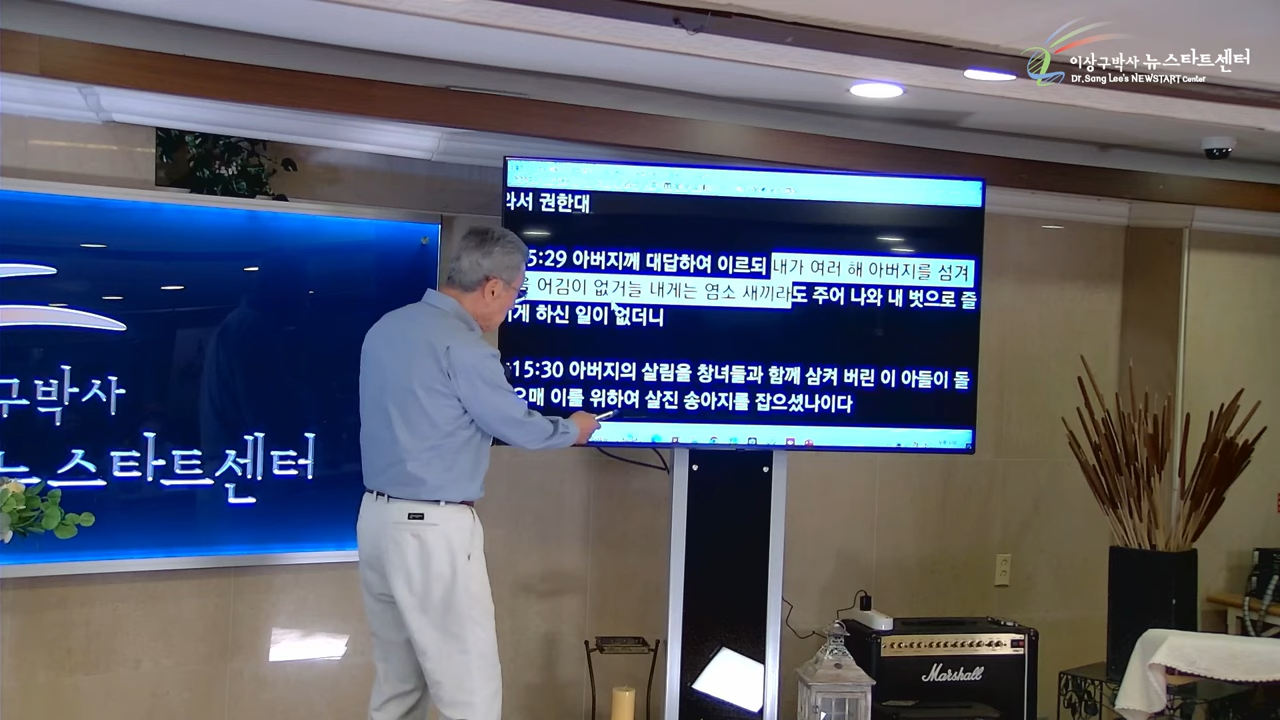 이상구박사 뉴스타트센터
Dr.Sang Lee's NEWSTART Center
와서 권한대
5:29 아버지께 대답하여 이르되 내가 여러 해 아버지를 섬겨
어김이 없거늘 내게는 염소 새끼라도 주어 나와 내 벗으로 즐
하신 일이 없더니
15:30 아버지의 살림을 창녀들과 함께 삼켜 버린 이 아들이 돌
이를 위하여 살진 송아지를 잡으셨나이다
구박사
뉴스타트센터
Marshall